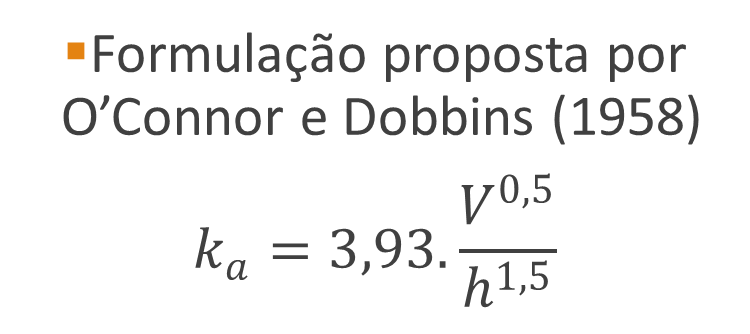 ▪Formulação proposta por
O’Connor e Dobbins (1958)
k_a = 3,93. V^0,5 / h^1,5